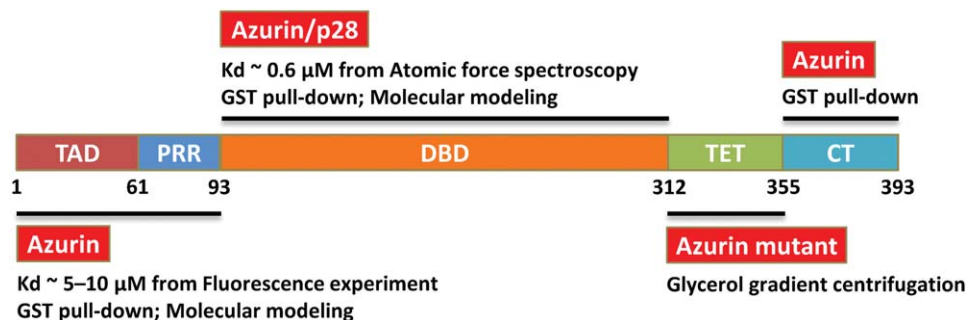 Azurin/p28
Kd ~ 0.6 μM from Atomic force spectroscopy
GST pull-down; Molecular modeling
Azurin
GST pull-down
TAD PRR DBD TET CT
1 61 93 312 355 393
Azurin
Kd ~ 5–10 μM from Fluorescence experiment
GST pull-down; Molecular modeling
Azurin mutant
Glycerol gradient centrifugation